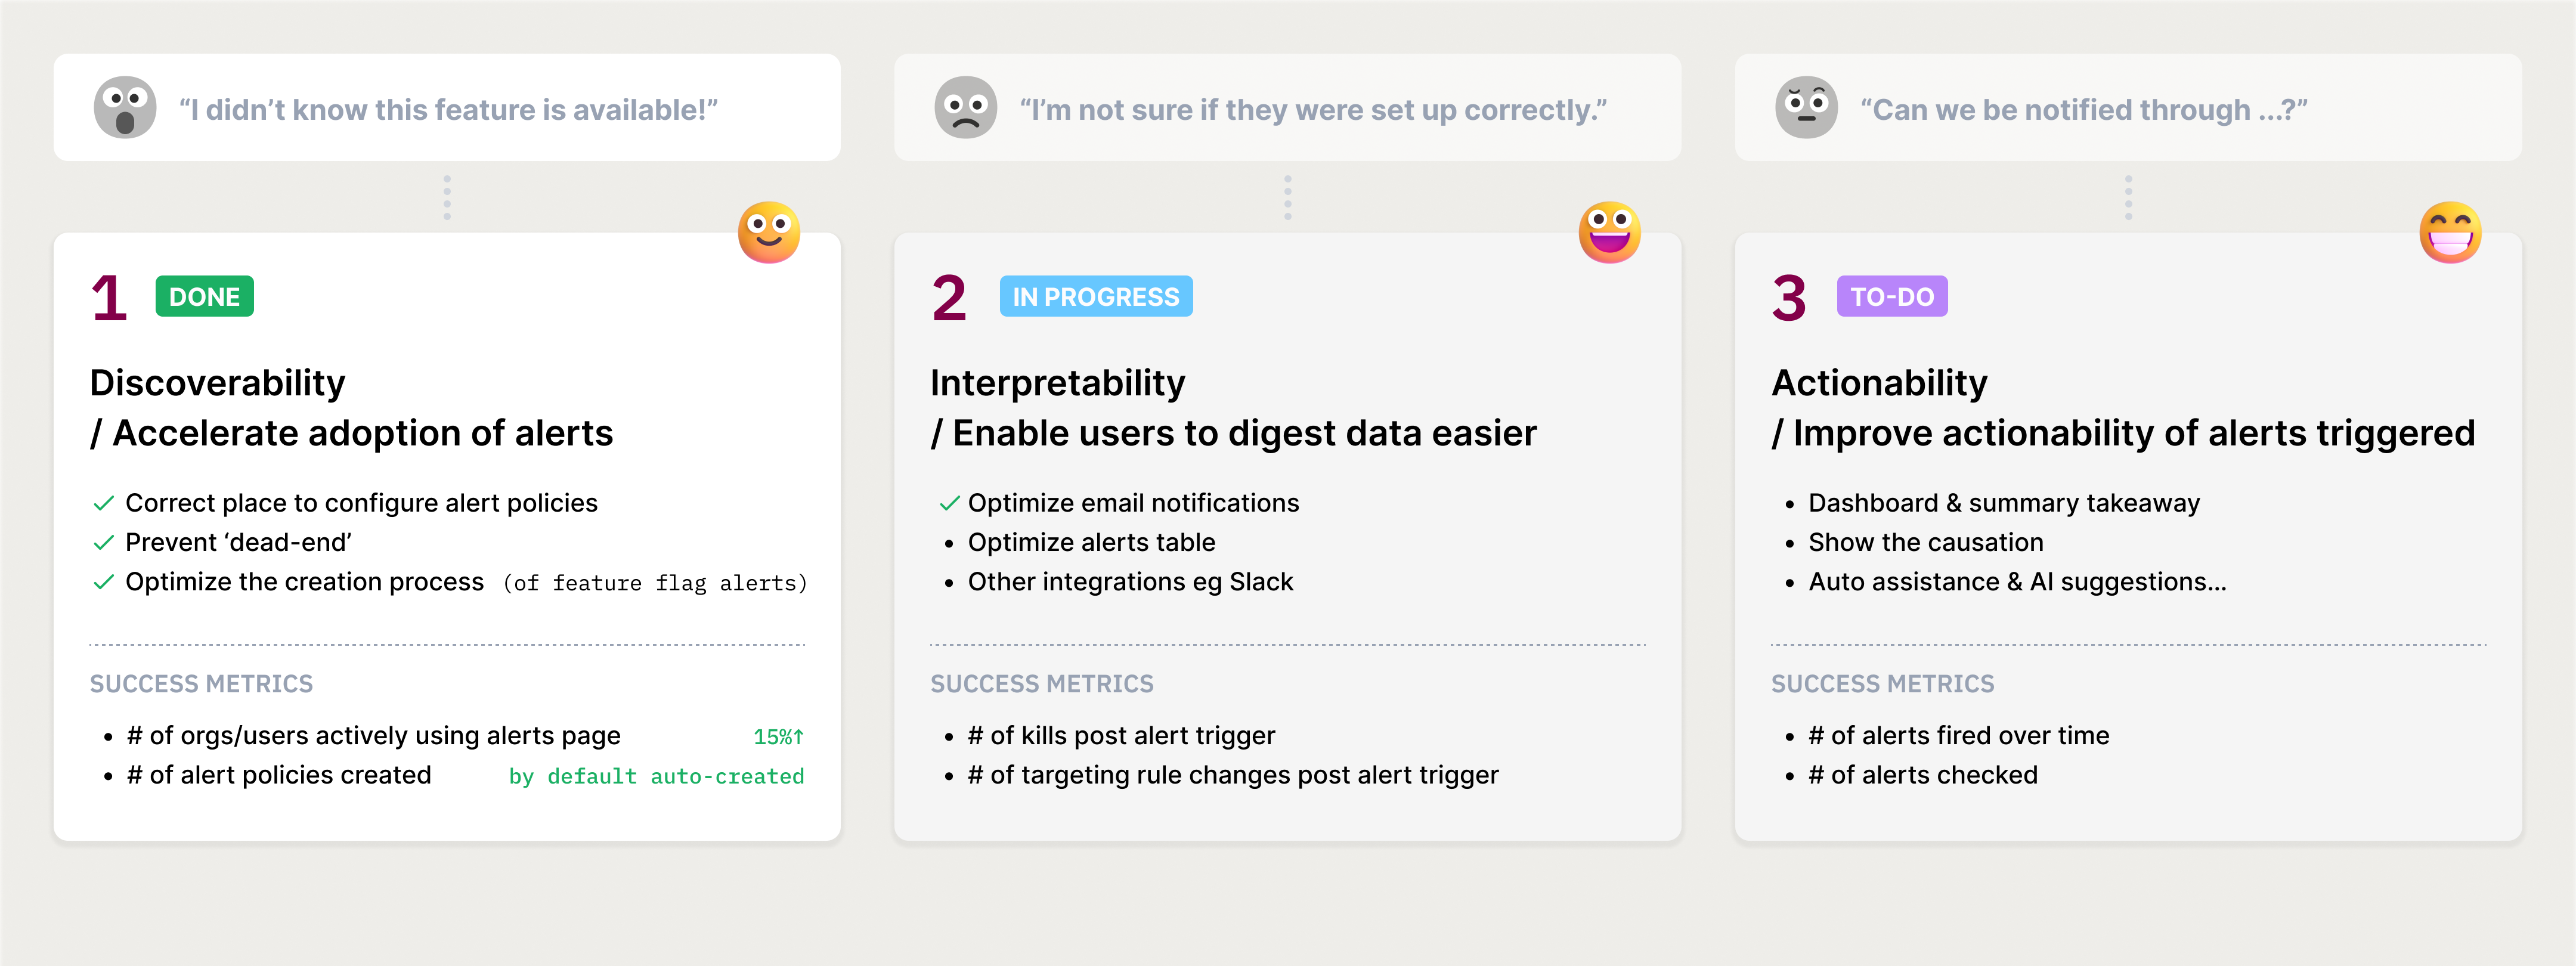 “I didn’t know this feature is available!”
“I’m not sure if they were set up correctly.”
“Can we be notified through ...?”
1 DONE
Discoverability
/ Accelerate adoption of alerts
Correct place to configure alert policies
Prevent ‘dead-end’
Optimize the creation process (of feature flag alerts)
SUCCESS METRICS
# of orgs/users actively using alerts page 15%↑
# of alert policies created by default auto-created
2 IN PROGRESS
Interpretability
/ Enable users to digest data easier
Optimize email notifications
Optimize alerts table
Other integrations eg Slack
SUCCESS METRICS
# of kills post alert trigger
# of targeting rule changes post alert trigger
3 TO-DO
Actionability
/ Improve actionability of alerts triggered
Dashboard & summary takeaway
Show the causation
Auto assistance & AI suggestions...
SUCCESS METRICS
# of alerts fired over time
# of alerts checked